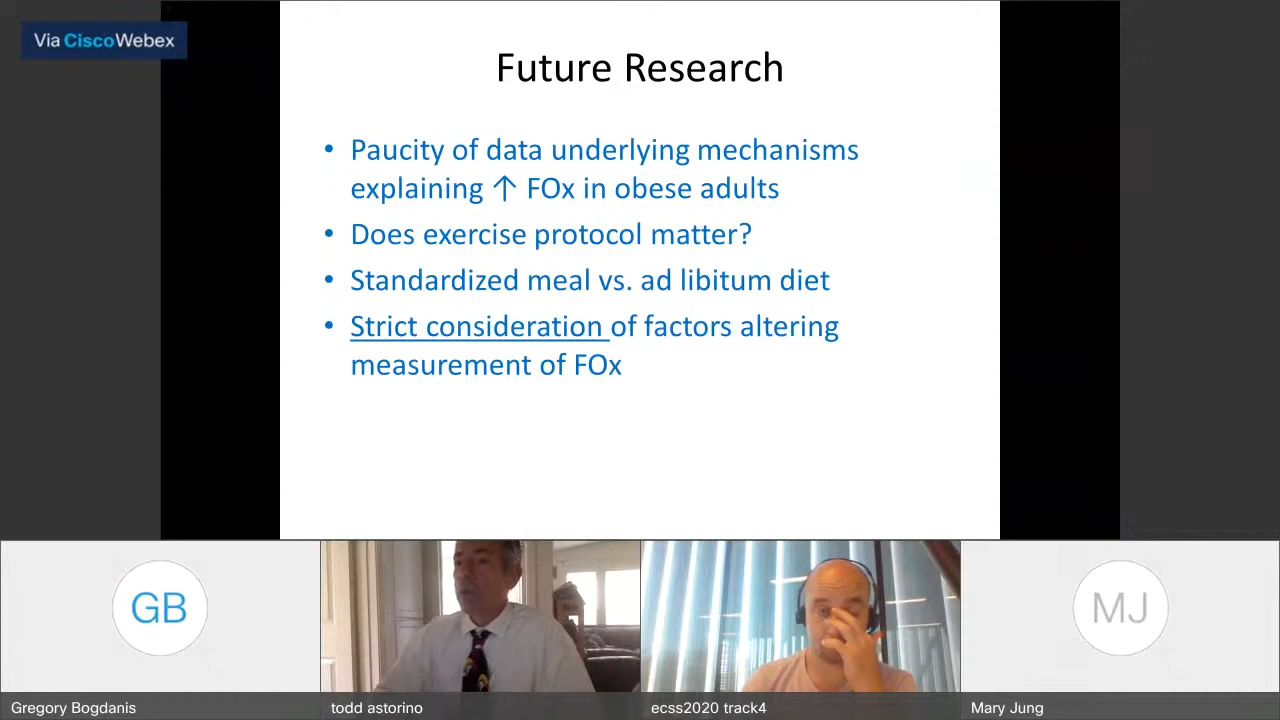 Via CiscoWebex
Future Research
• Paucity of data underlying mechanisms
explaining ↑ FOx in obese adults
• Does exercise protocol matter?
• Standardized meal vs. ad libitum diet
• Strict consideration of factors altering
measurement of FOx
GB
MJ
Gregory Bogdanis
todd astorino
ecss2020 track4
Mary Jung